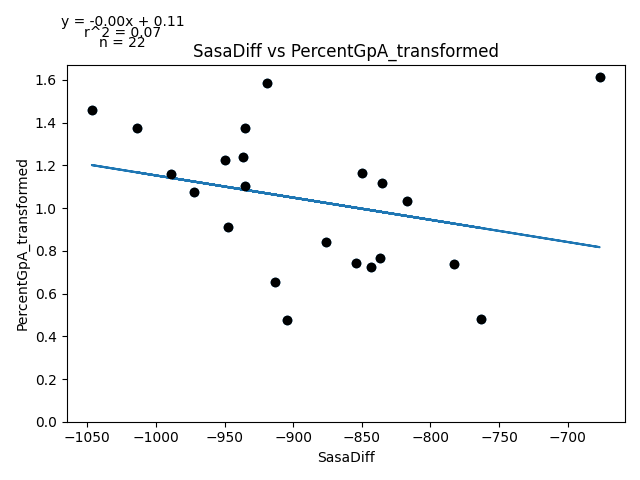 y = -0.00x + 0.11
r^2 = 0.07
n = 22
SasaDiff vs PercentGpA_transformed
PercentGpA_transformed
1.6
1.4
1.2
1.0
0.8
0.6
0.4
0.2
0.0
−1050 −1000 −950 −900 −850 −800 −750 −700
SasaDiff